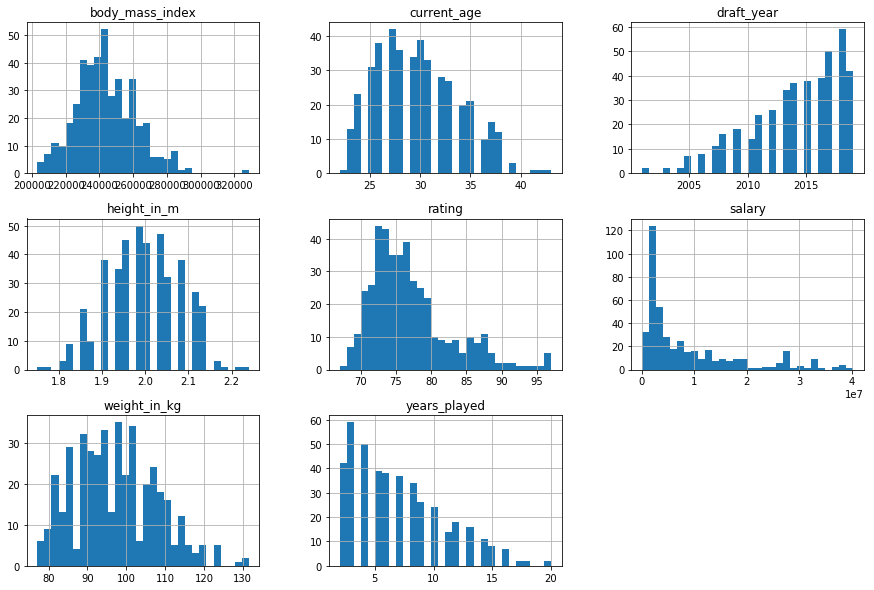 body_mass_index current_age draft_year
50 40 30 20 10 0
200000 220000 240000 260000 280000 300000 320000
40 30 20 10 0
25 30 35 40
60 50 40 30 20 10 0
2005 2010 2015
height_in_m rating salary
50 40 30 20 10 0
1.8 1.9 2.0 2.1 2.2
40 30 20 10 0
70 75 80 85 90 95
120 100 80 60 40 20 0
0 1 2 3 4
1e7
weight_in_kg years_played
30 20 10 0
80 90 100 110 120 130
60 50 40 30 20 10 0
5 10 15 20